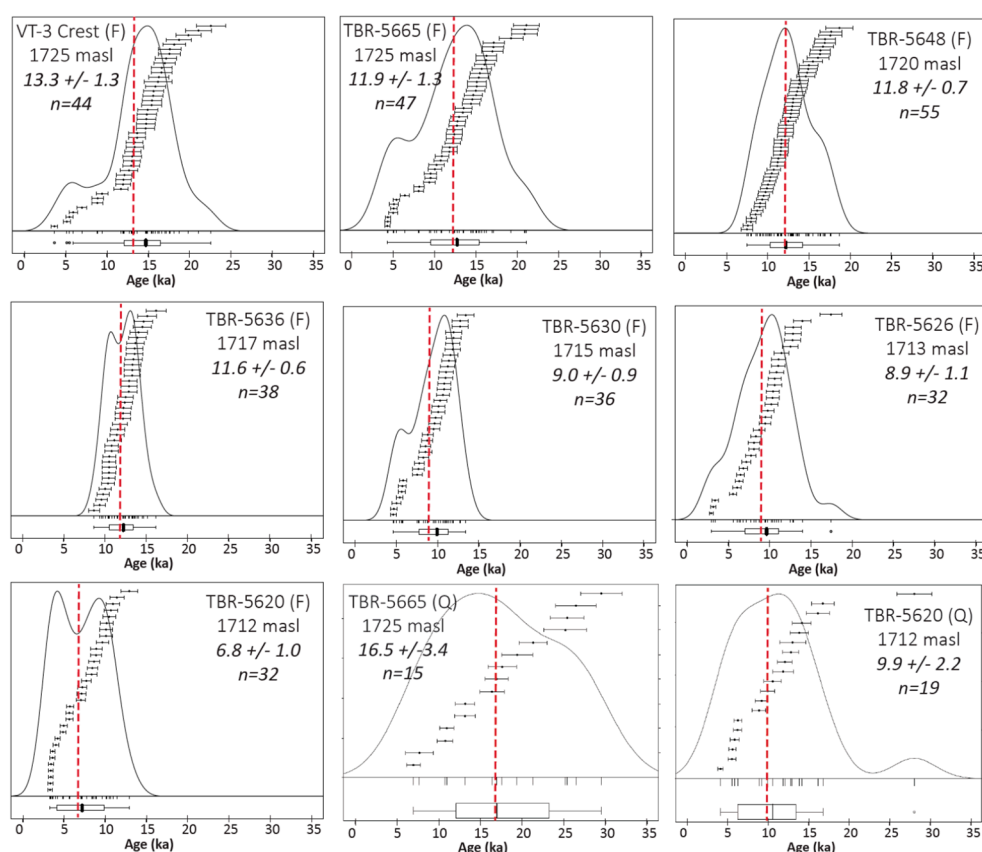 VT-3 Crest (F)
1725 masl
13.3 +/- 1.3
n=44
0 5 10 15 20 25 30 35
Age (ka)
TBR-5665 (F)
1725 masl
11.9 +/- 1.3
n=47
0 5 10 15 20 25 30 35
Age (ka)
TBR-5648 (F)
1720 masl
11.8 +/- 0.7
n=55
0 5 10 15 20 25 30 35
Age (ka)
TBR-5636 (F)
1717 masl
11.6 +/- 0.6
n=38
0 5 10 15 20 25 30 35
Age (ka)
TBR-5630 (F)
1715 masl
9.0 +/- 0.9
n=36
0 5 10 15 20 25 30 35
Age (ka)
TBR-5626 (F)
1713 masl
8.9 +/- 1.1
n=32
0 5 10 15 20 25 30 35
Age (ka)
TBR-5620 (F)
1712 masl
6.8 +/- 1.0
n=32
0 5 10 15 20 25 30 35
Age (ka)
TBR-5665 (Q)
1725 masl
16.5 +/-3.4
n=15
0 5 10 15 20 25 30 35
Age (ka)
TBR-5620 (Q)
1712 masl
9.9 +/- 2.2
n=19
0 5 10 15 20 25 30 35
Age (ka)